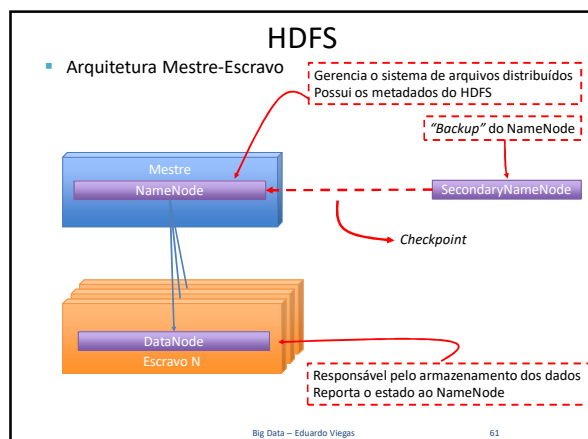 HDFS
▪ Arquitetura Mestre-Escravo
Gerencia o sistema de arquivos distribuídos
Possui os metadados do HDFS
“Backup” do NameNode
Mestre
NameNode
SecondaryNameNode
Checkpoint
DataNode
Escravo N
Responsável pelo armazenamento dos dados
Reporta o estado ao NameNode
Big Data – Eduardo Viegas
61